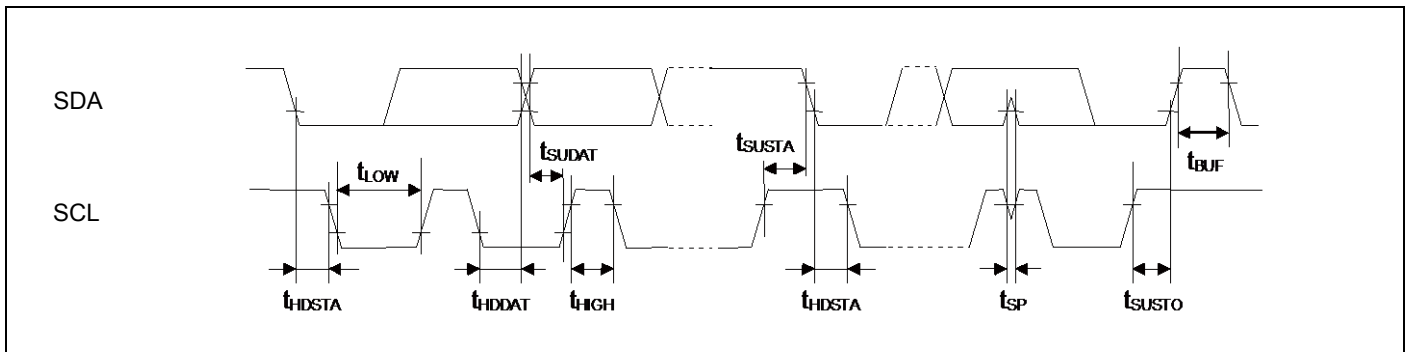 SDA
tSUDAT
tSUSTA
tLOW
tBUF
SCL
tHDSTA
tHDDAT
tHIGH
tHDSTA
tSP
tSUSTO